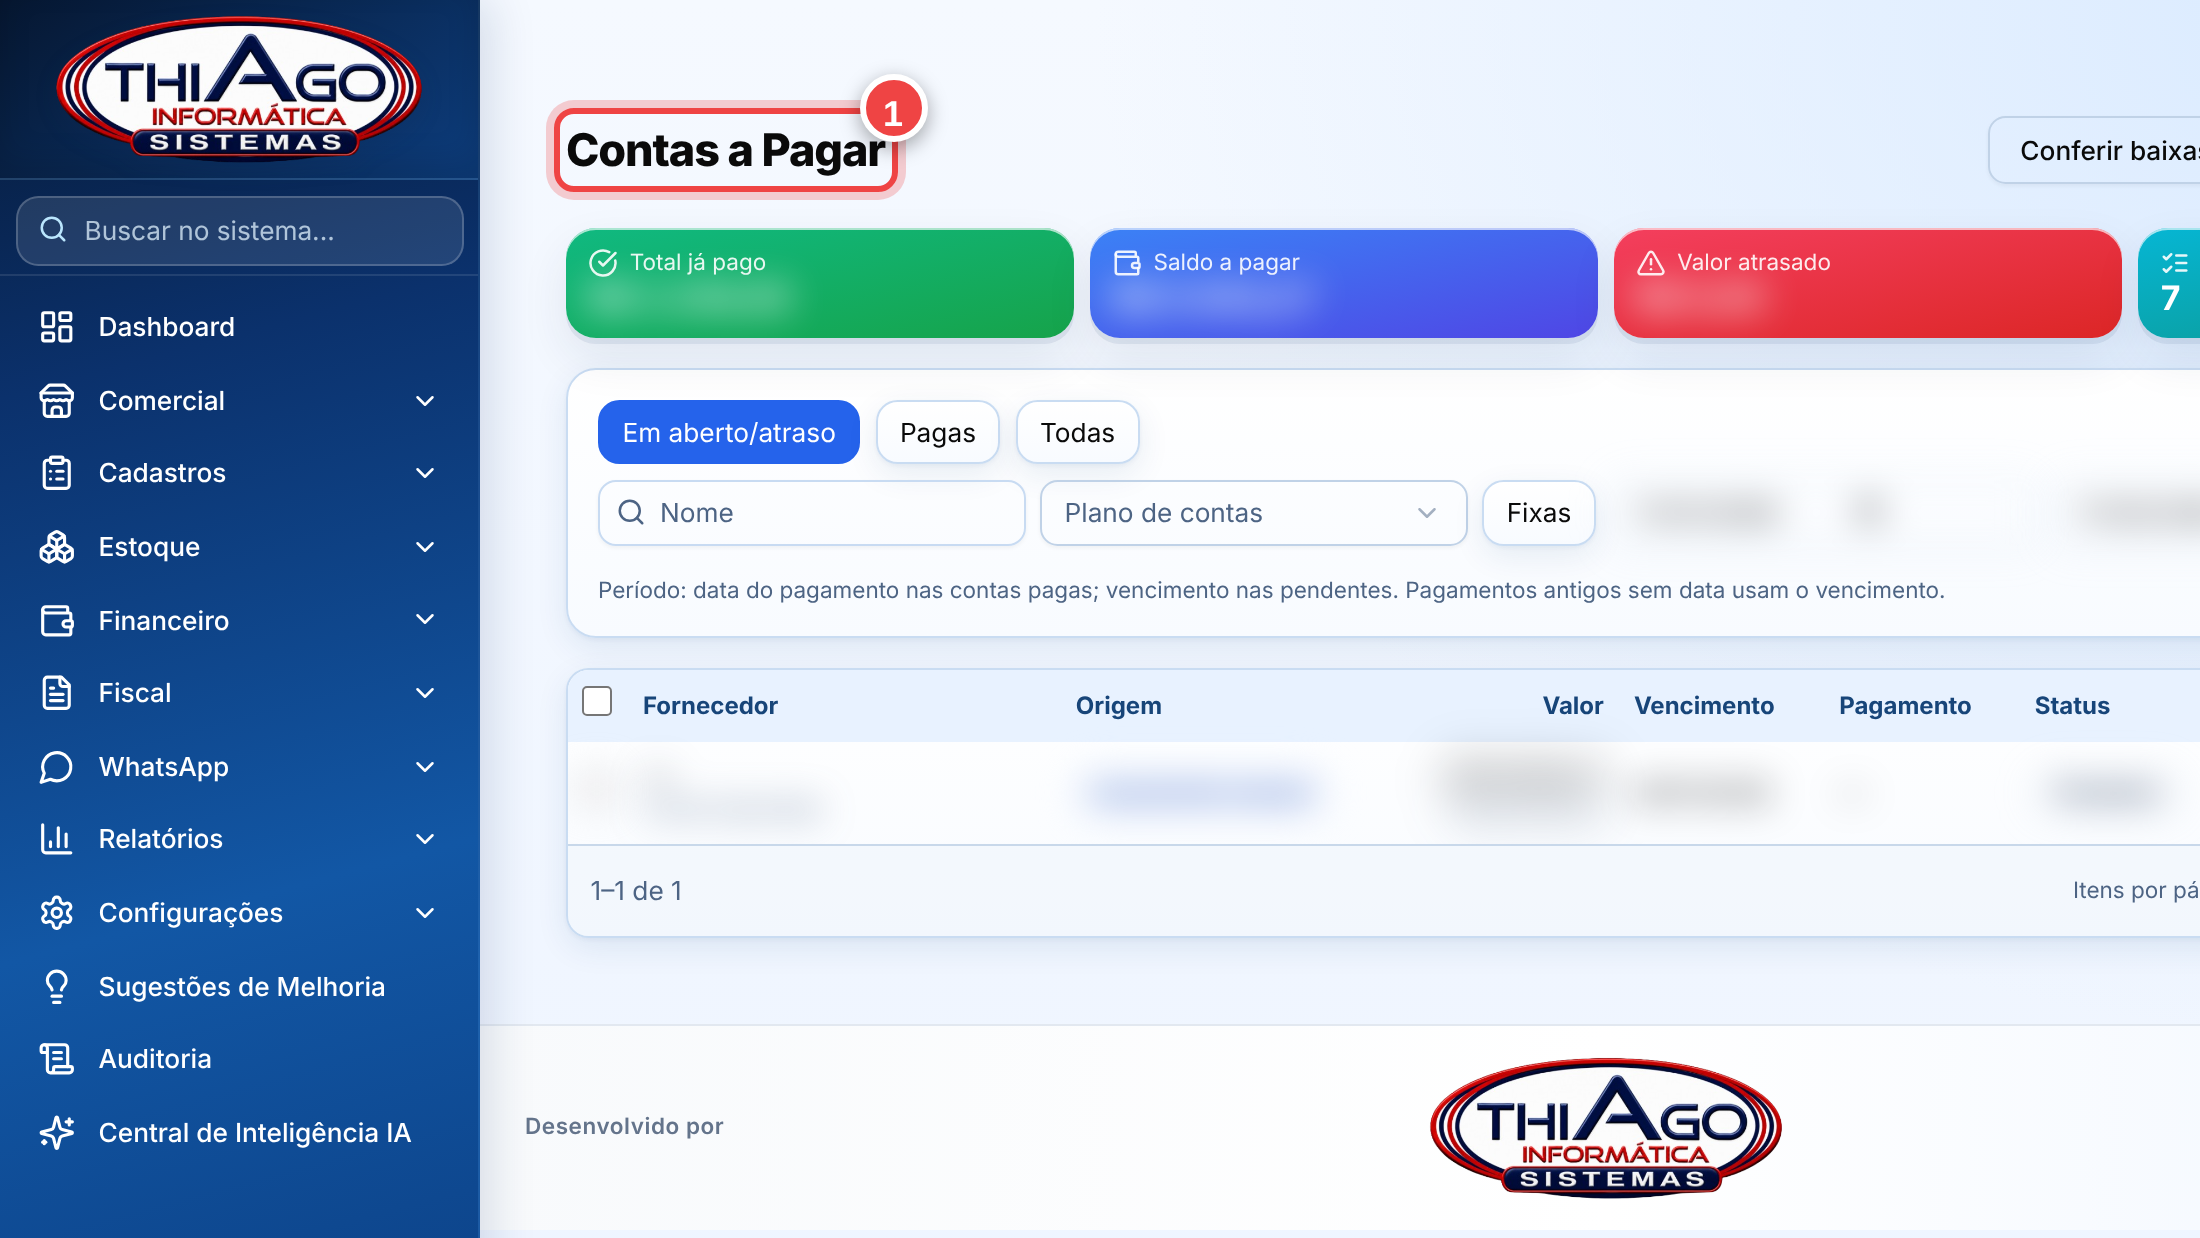 THIAGO
INFORMÁTICA
SISTEMAS
Buscar no sistema...
Dashboard
Comercial
Cadastros
Estoque
Financeiro
Fiscal
WhatsApp
Relatórios
Configurações
Sugestões de Melhoria
Auditoria
Central de Inteligência IA
Contas a Pagar
1
Conferir baixas
Total já pago
Saldo a pagar
Valor atrasado
7
Em aberto/atraso
Pagas
Todas
Nome
Plano de contas
Fixas
Período: data do pagamento nas contas pagas; vencimento nas pendentes. Pagamentos antigos sem data usam o vencimento.
Fornecedor Origem Valor Vencimento Pagamento Status
1–1 de 1
Itens por pá
Desenvolvido por
THIAGO
INFORMÁTICA
SISTEMAS